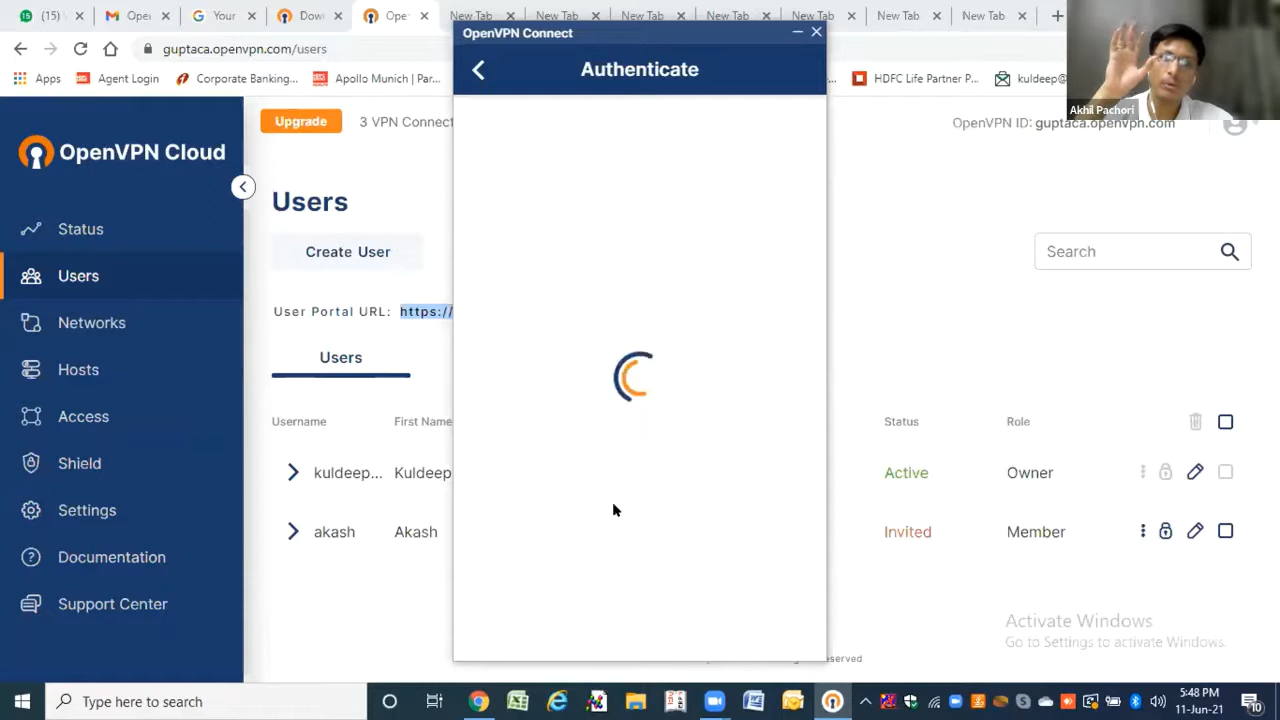 (15)
Open
Your
Dow
Ope
New Tab
New Tab
New Tab
New Tab
New Tab
New Tab
New Tab
guptaca.openvpn.com/users
Apps
Agent Login
Corporate Banking...
Apollo Munich | Par...
HDFC Life Partner P...
kuldeep@
OpenVPN Connect
Authenticate
Akhil Pachori
OpenVPN Cloud
Status
Users
Networks
Hosts
Access
Shield
Settings
Documentation
Support Center
Upgrade
3 VPN Connect
OpenVPN ID: guptaca.openvpn.com
Users
Create User
Search
User Portal URL: https://
Users
Username First Name Status Role
kuldeep... Kuldeep Active Owner
akash Akash Invited Member
Activate Windows
Go to Settings to activate Windows.
eserved
Type here to search
5:48 PM
11-Jun-21
10